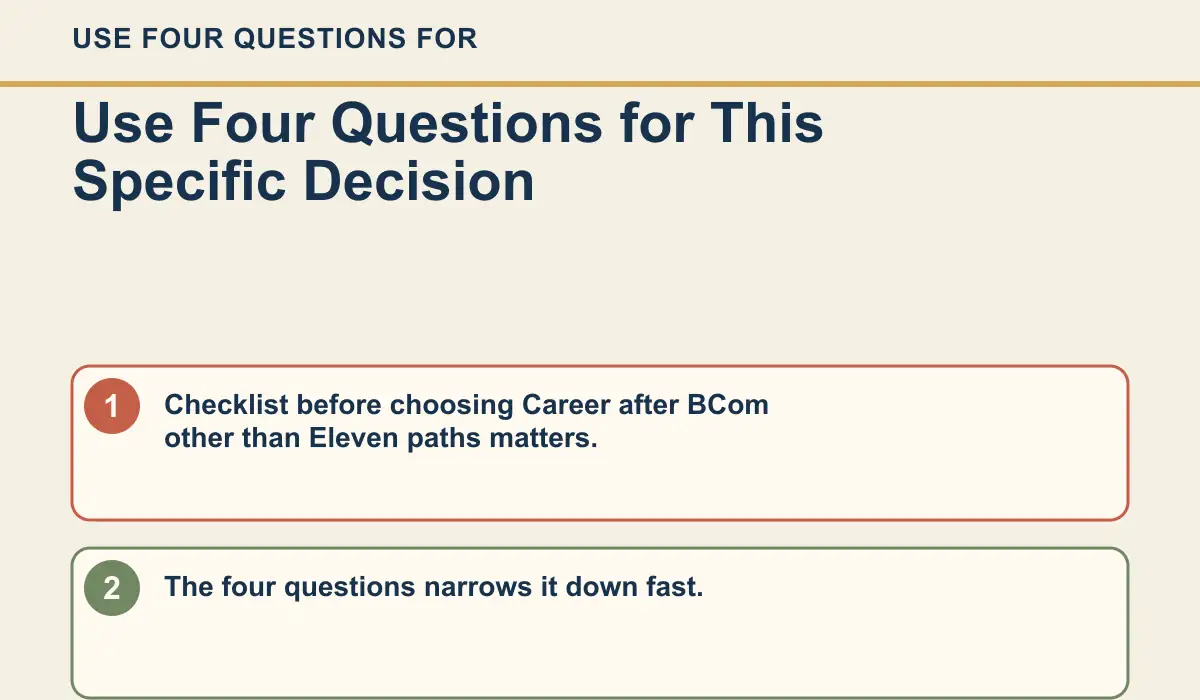 USE FOUR QUESTIONS FOR
Use Four Questions for This
Specific Decision
1
Checklist before choosing Career after BCom
other than Eleven paths matters.
2
The four questions narrows it down fast.